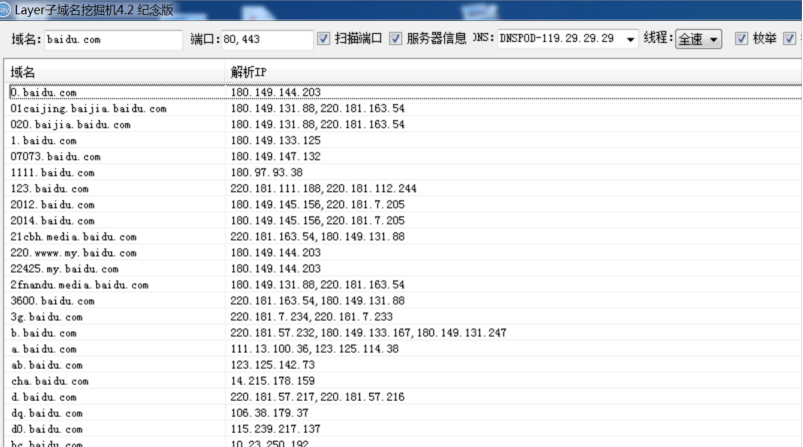 Layer子域名挖掘机4.2 纪念版
域名: baidu.com 端口: 80,443 扫描端口 服务器信息 DNS: DNSPOD-119.29.29.29 线程: 全速 枚举
域名 解析IP
0.baidu.com 180.149.144.203
01caijing.baijia.baidu.com 180.149.131.88,220.181.163.54
020.baijia.baidu.com 180.149.131.88,220.181.163.54
1.baidu.com 180.149.133.125
07073.baidu.com 180.149.147.132
1111.baidu.com 180.97.93.38
123.baidu.com 220.181.111.188,220.181.112.244
2012.baidu.com 180.149.145.156,220.181.7.205
2014.baidu.com 180.149.145.156,220.181.7.205
21cbh.media.baidu.com 220.181.163.54,180.149.131.88
220.wwww.my.baidu.com 180.149.144.203
22425.my.baidu.com 180.149.144.203
2fnandu.media.baidu.com 180.149.131.88,220.181.163.54
3600.baidu.com 220.181.163.54,180.149.131.88
3g.baidu.com 220.181.7.234,220.181.7.233
b.baidu.com 220.181.57.232,180.149.133.167,180.149.131.247
a.baidu.com 111.13.100.36,123.125.114.38
ab.baidu.com 123.125.142.73
cha.baidu.com 14.215.178.159
d.baidu.com 220.181.57.217,220.181.57.216
dq.baidu.com 106.38.179.37
d0.baidu.com 115.239.217.137
bc.baidu.com 10.23.250.192